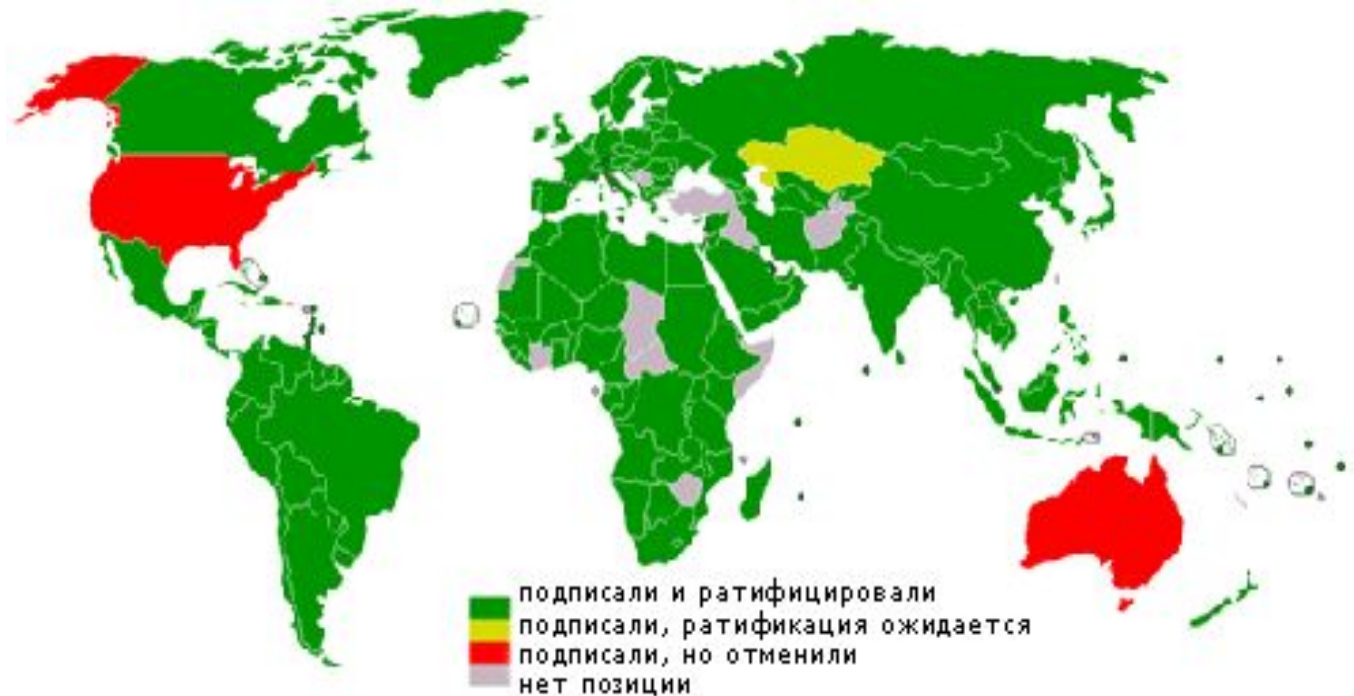 подписали и ратифицировали
подписали, ратификация ожидается
подписали, но отменили
нет позиции